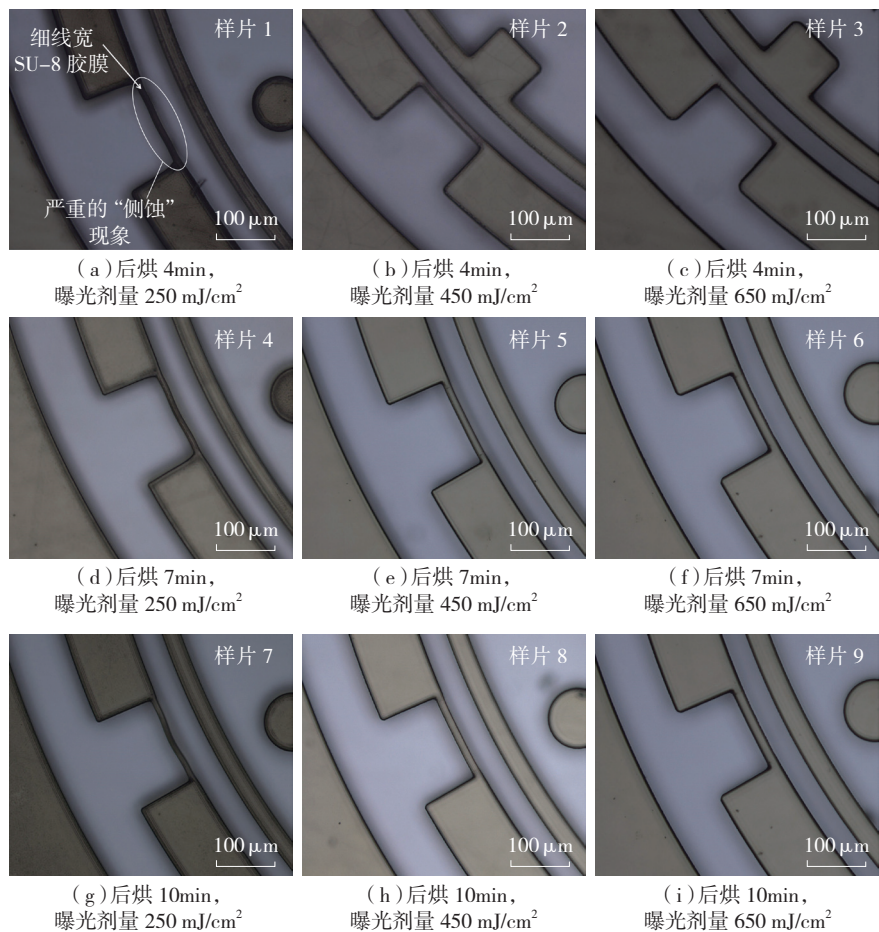 样片 1
细线宽
SU-8 胶膜
严重的“侧蚀”
现象
100 μm
样片 2
100 μm
样片 3
100 μm
(a)后烘 4min,
曝光剂量 250 mJ/cm²
(b)后烘 4min,
曝光剂量 450 mJ/cm²
(c)后烘 4min,
曝光剂量 650 mJ/cm²
样片 4
100 μm
样片 5
100 μm
样片 6
100 μm
(d)后烘 7min,
曝光剂量 250 mJ/cm²
(e)后烘 7min,
曝光剂量 450 mJ/cm²
(f)后烘 7min,
曝光剂量 650 mJ/cm²
样片 7
100 μm
样片 8
100 μm
样片 9
100 μm
(g)后烘 10min,
曝光剂量 250 mJ/cm²
(h)后烘 10min,
曝光剂量 450 mJ/cm²
(i)后烘 10min,
曝光剂量 650 mJ/cm²